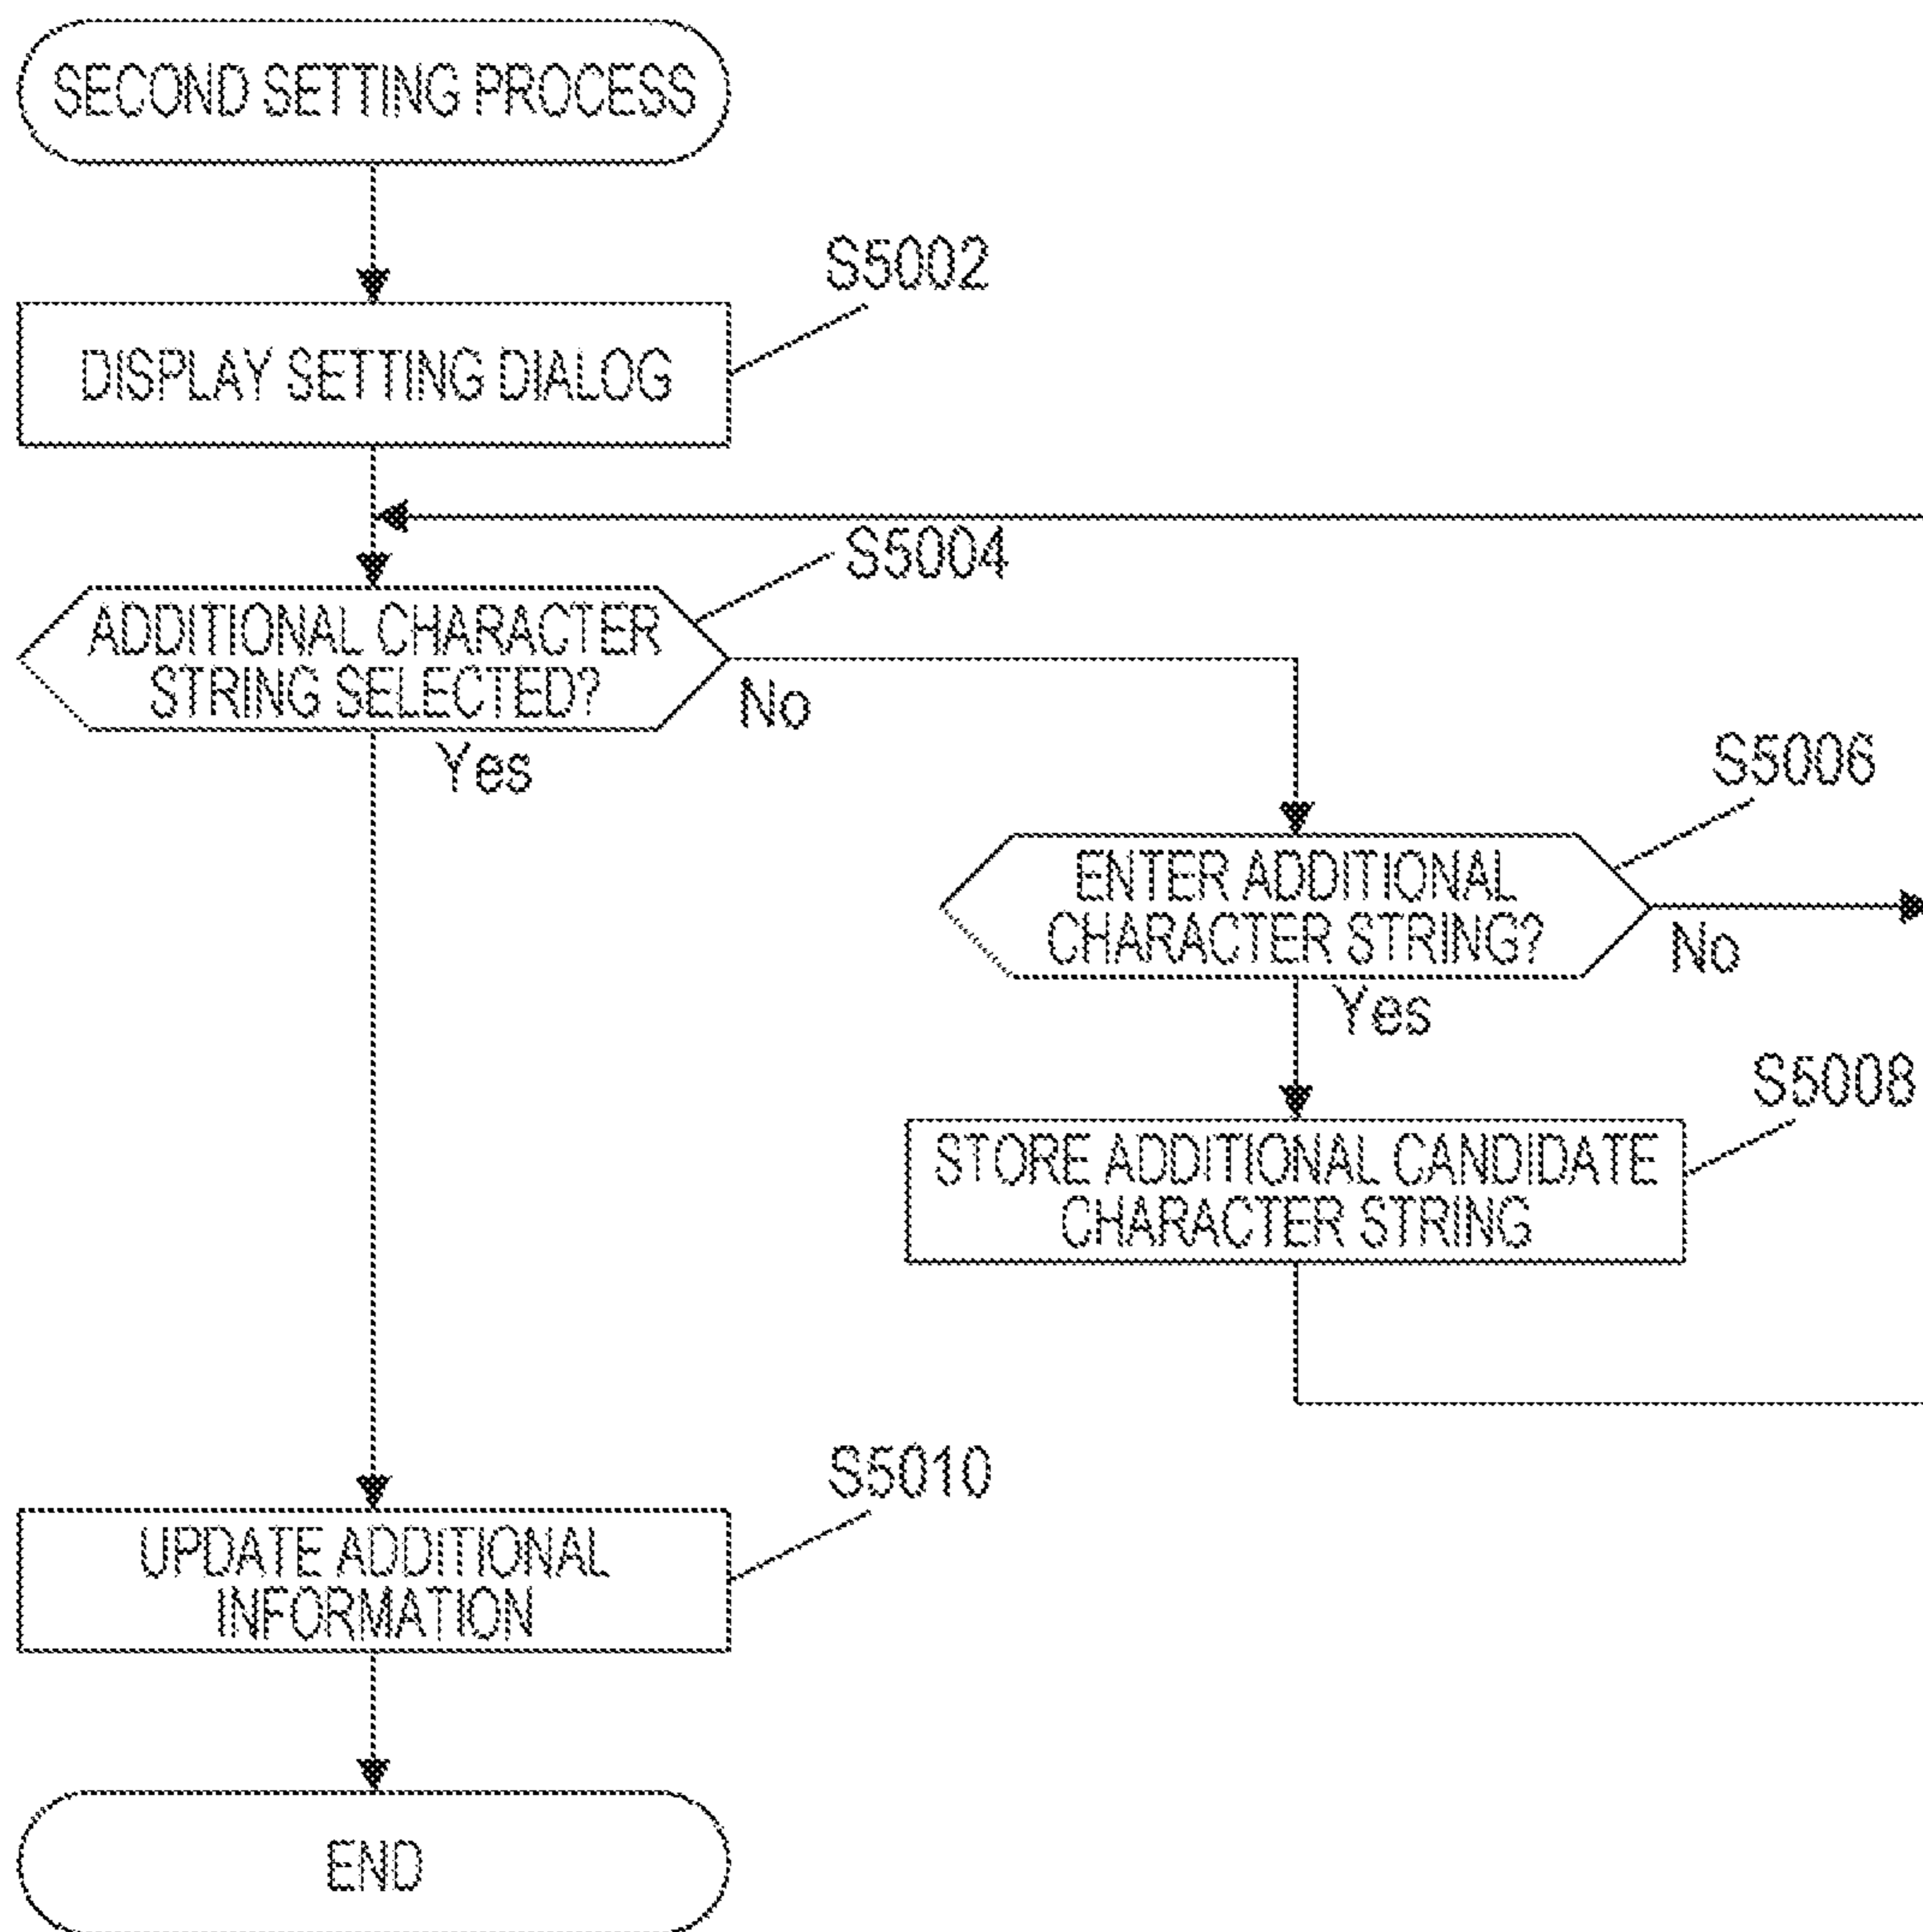 SECOND SETTING PROCESS
S5002
DISPLAY SETTING DIALOG
S5004
ADDITIONAL CHARACTER
STRING SELECTED?
No
Yes
S5006
ENTER ADDITIONAL
CHARACTER STRING?
No
Yes
S5008
STORE ADDITIONAL CANDIDATE
CHARACTER STRING
S5010
UPDATE ADDITIONAL
INFORMATION
END